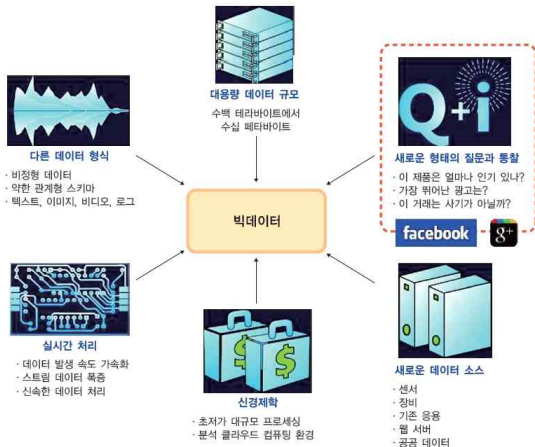 대용량 데이터 규모
수백 테라바이트에서
수십 페타바이트
다른 데이터 형식
· 비정형 데이터
· 약한 관계형 스키마
· 텍스트, 이미지, 비디오, 로그
Q+i
새로운 형태의 질문과 통찰
· 이 제품은 얼마나 인기 있나?
· 가장 뛰어난 광고는?
· 이 거래는 사기가 아닐까?
facebook
g+
빅데이터
실시간 처리
· 데이터 발생 속도 가속화
· 스트림 데이터 폭증
· 신속한 데이터 처리
$ $
신경제학
· 초저가 대규모 프로세싱
· 분석 클라우드 컴퓨팅 환경
새로운 데이터 소스
· 센서
· 장비
· 기존 응용
· 웹 서버
· 공공 데이터